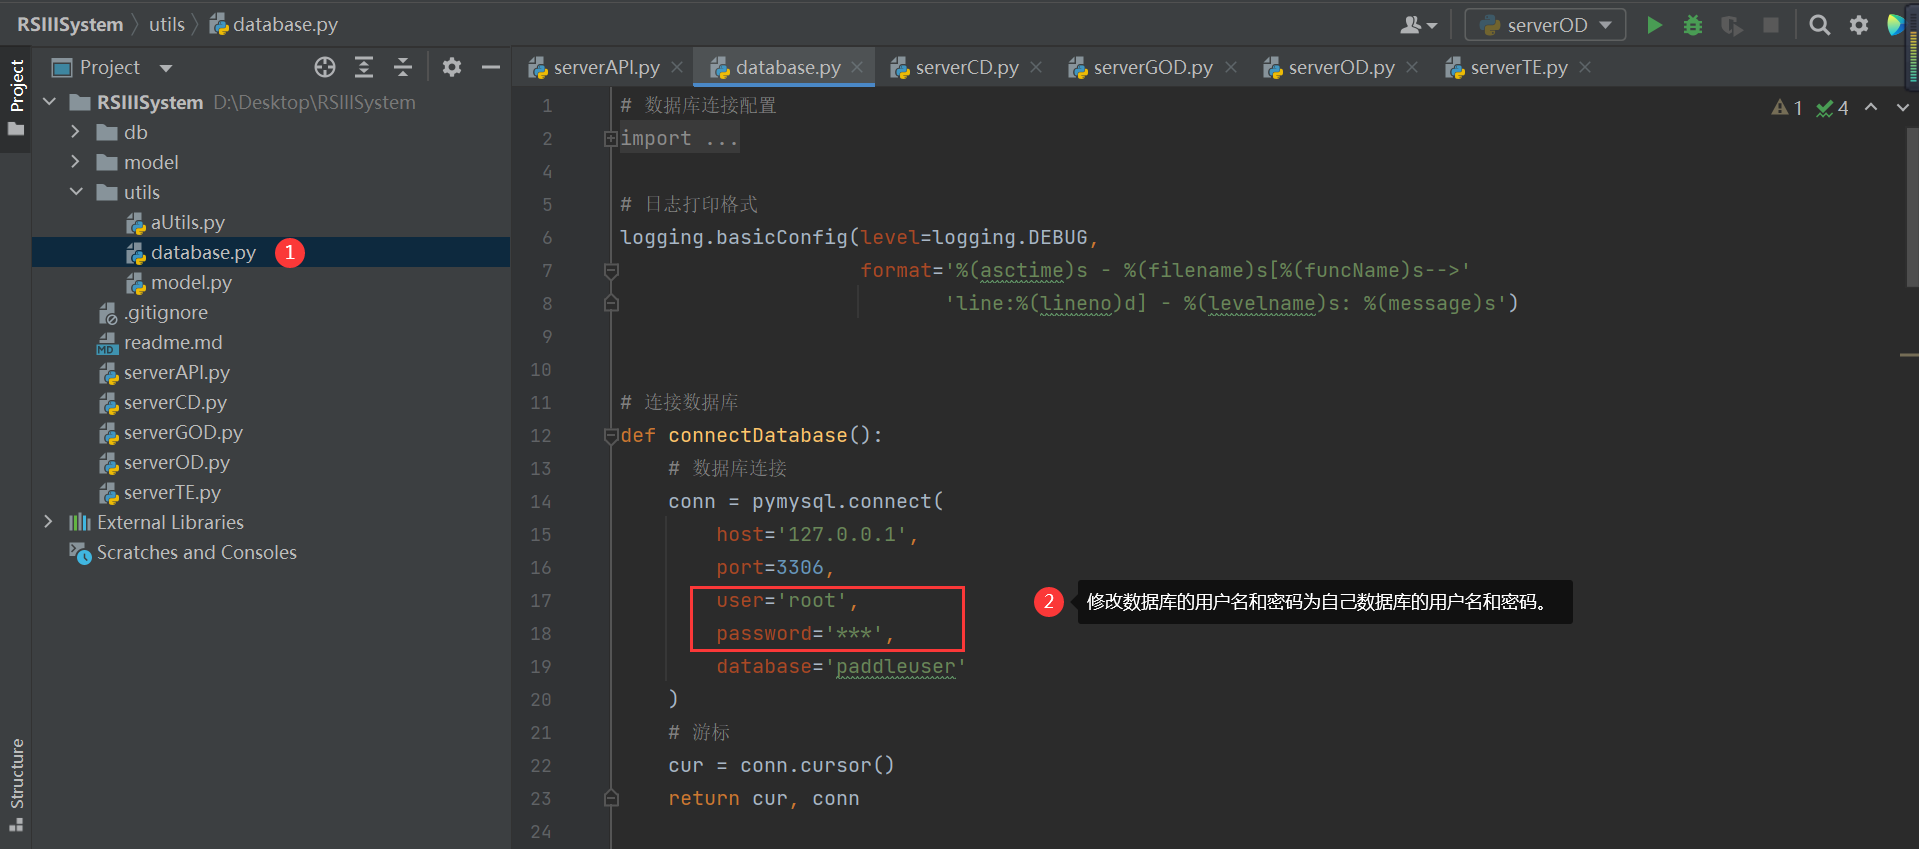 RSIIISystem utils database.py
serverOD
Project
Project
serverAPI.py database.py serverCD.py serverGOD.py serverOD.py serverTE.py
RSIIISystem D:\Desktop\RSIIISystem
db
model
utils
aUtils.py
database.py 1
model.py
.gitignore
MD readme.md
serverAPI.py
serverCD.py
serverGOD.py
serverOD.py
serverTE.py
External Libraries
Scratches and Consoles
Structure
1 4
1 # 数据库连接配置
2 import ...
4
5 # 日志打印格式
6 logging.basicConfig(level=logging.DEBUG,
7 format='%(asctime)s - %(filename)s[%(funcName)s-->'
8 'line:%(lineno)d] - %(levelname)s: %(message)s')
9
10
11 # 连接数据库
12 def connectDatabase():
13 # 数据库连接
14 conn = pymysql.connect(
15 host='127.0.0.1',
16 port=3306,
17 user='root',
18 password='***',
19 database='paddleuser'
20 )
21 # 游标
22 cur = conn.cursor()
23 return cur, conn
24
2 修改数据库的用户名和密码为自己数据库的用户名和密码。